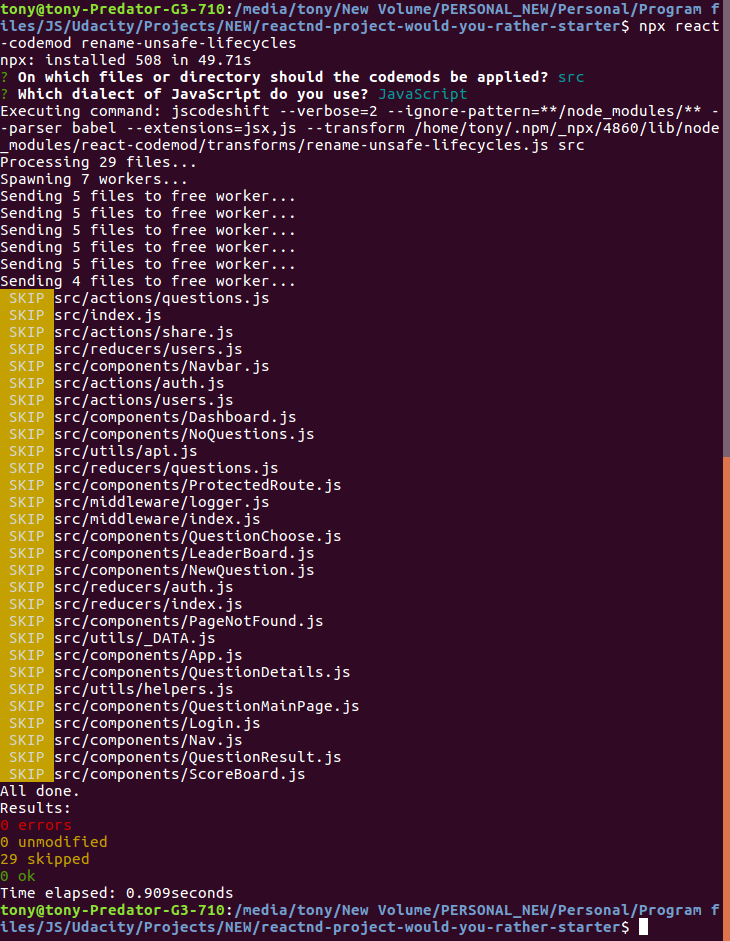 tony@tony-Predator-G3-710:/media/tony/New Volume/PERSONAL_NEW/Personal/Program f
iles/JS/Udacity/Projects/NEW/reactnd-project-would-you-rather-starter$ npx react
-codemod rename-unsafe-lifecycles
npx: installed 508 in 49.71s
? On which files or directory should the codemods be applied? src
? Which dialect of JavaScript do you use? JavaScript
Executing command: jscodeshift --verbose=2 --ignore-pattern=**/node_modules/** -
-parser babel --extensions=jsx,js --transform /home/tony/.npm/_npx/4860/lib/node
_modules/react-codemod/transforms/rename-unsafe-lifecycles.js src
Processing 29 files...
Spawning 7 workers...
Sending 5 files to free worker...
Sending 5 files to free worker...
Sending 5 files to free worker...
Sending 5 files to free worker...
Sending 5 files to free worker...
Sending 4 files to free worker...
SKIP src/actions/questions.js
SKIP src/index.js
SKIP src/actions/share.js
SKIP src/reducers/users.js
SKIP src/components/Navbar.js
SKIP src/actions/auth.js
SKIP src/actions/users.js
SKIP src/components/Dashboard.js
SKIP src/components/NoQuestions.js
SKIP src/utils/api.js
SKIP src/reducers/questions.js
SKIP src/components/ProtectedRoute.js
SKIP src/middleware/logger.js
SKIP src/middleware/index.js
SKIP src/components/QuestionChoose.js
SKIP src/components/LeaderBoard.js
SKIP src/components/NewQuestion.js
SKIP src/reducers/auth.js
SKIP src/reducers/index.js
SKIP src/components/PageNotFound.js
SKIP src/utils/_DATA.js
SKIP src/components/App.js
SKIP src/components/QuestionDetails.js
SKIP src/utils/helpers.js
SKIP src/components/QuestionMainPage.js
SKIP src/components/Login.js
SKIP src/components/Nav.js
SKIP src/components/QuestionResult.js
SKIP src/components/ScoreBoard.js
All done.
Results:
0 errors
0 unmodified
29 skipped
0 ok
Time elapsed: 0.909seconds
tony@tony-Predator-G3-710:/media/tony/New Volume/PERSONAL_NEW/Personal/Program f
iles/JS/Udacity/Projects/NEW/reactnd-project-would-you-rather-starter$